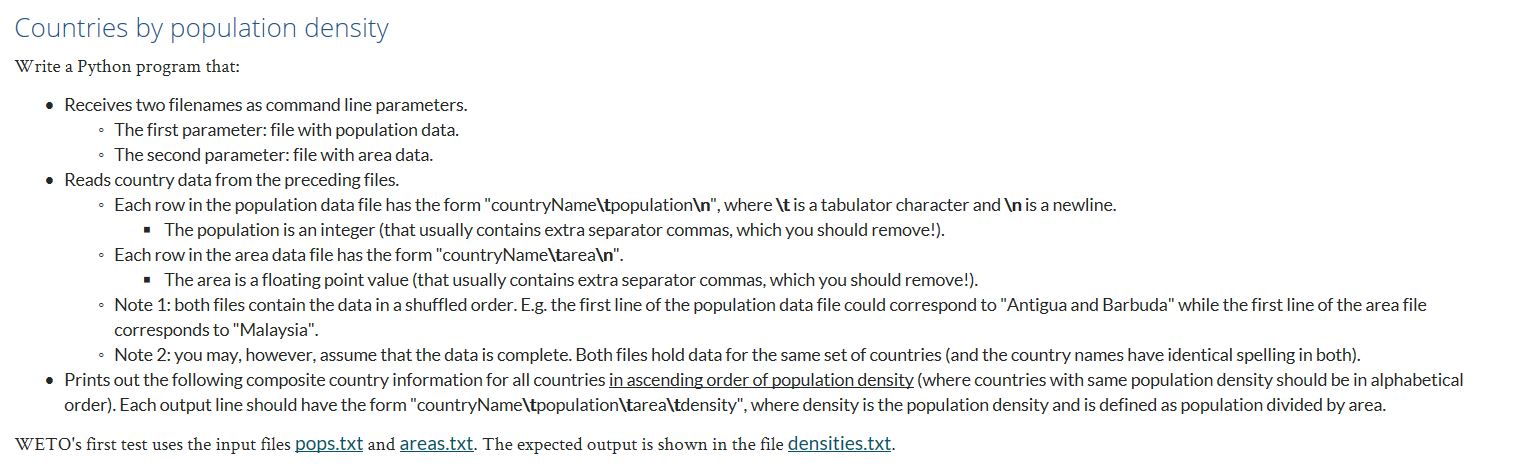 Countries by population density
Write a Python program that:
• Receives two filenames as command line parameters.
◦ The first parameter: file with population data.
◦ The second parameter: file with area data.
• Reads country data from the preceding files.
◦ Each row in the population data file has the form "countryName\tpopulation\n", where \t is a tabulator character and \n is a newline.
▪ The population is an integer (that usually contains extra separator commas, which you should remove!).
◦ Each row in the area data file has the form "countryName\tarea\n".
▪ The area is a floating point value (that usually contains extra separator commas, which you should remove!).
◦ Note 1: both files contain the data in a shuffled order. E.g. the first line of the population data file could correspond to "Antigua and Barbuda" while the first line of the area file
corresponds to "Malaysia".
◦ Note 2: you may, however, assume that the data is complete. Both files hold data for the same set of countries (and the country names have identical spelling in both).
• Prints out the following composite country information for all countries in ascending order of population density (where countries with same population density should be in alphabetical
order). Each output line should have the form "countryName\tpopulation\tarea\tdensity", where density is the population density and is defined as population divided by area.
WETO's first test uses the input files pops.txt and areas.txt. The expected output is shown in the file densities.txt.